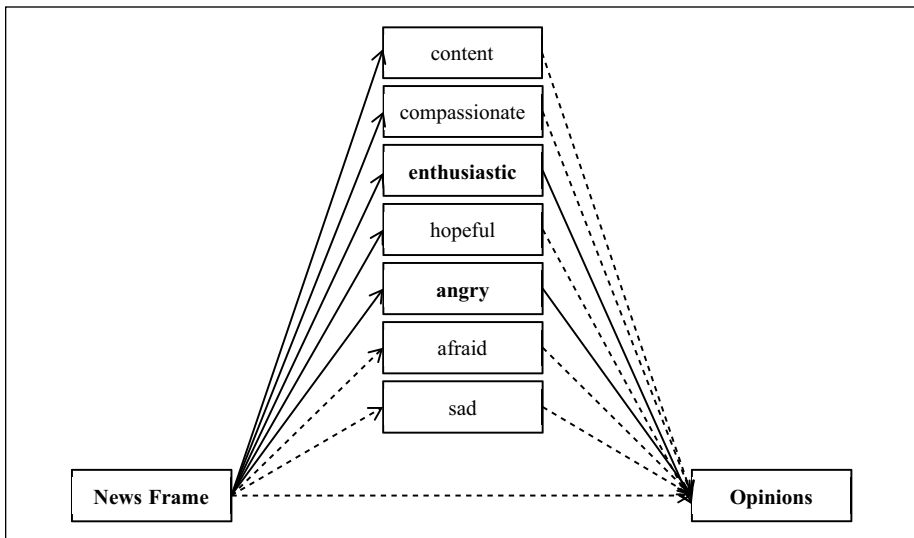 content
compassionate
enthusiastic
hopeful
angry
afraid
sad
News Frame
Opinions